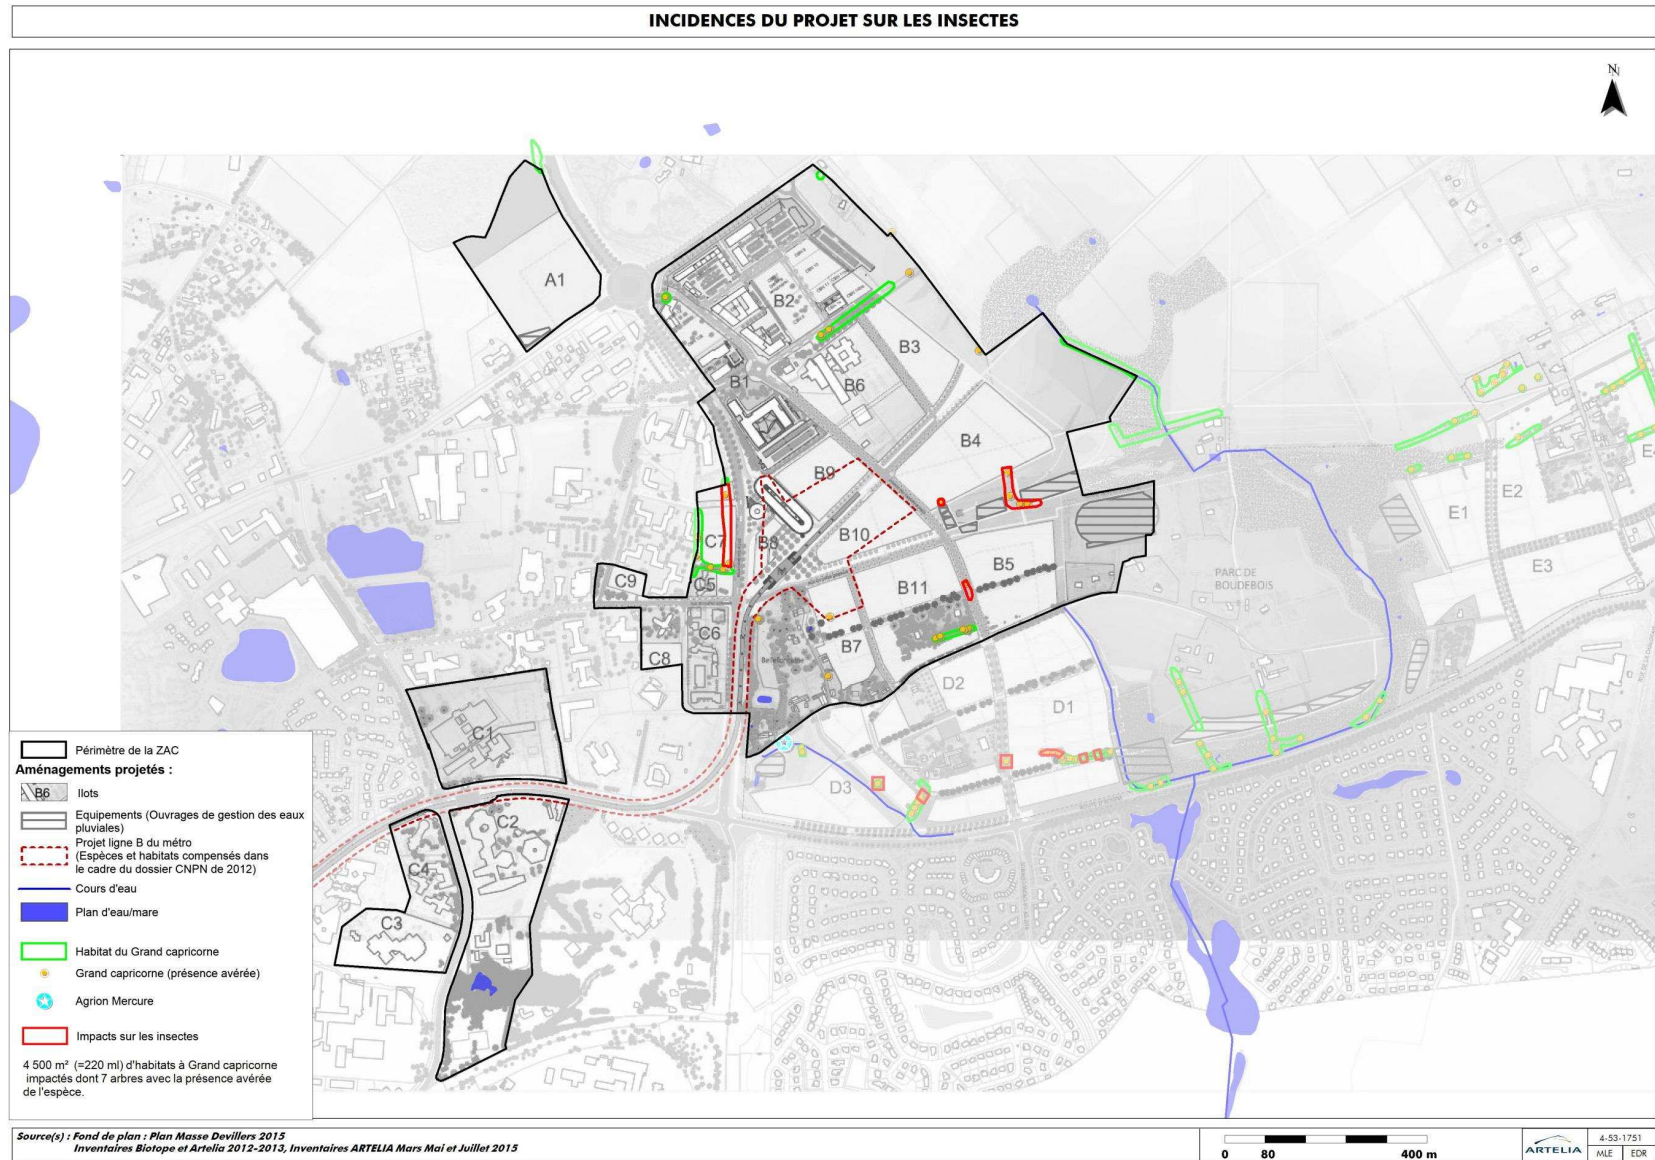 INCIDENCES DU PROJET SUR LES INSECTES
N
A1
B2
B3
B1
B6
B4
B9
E4
E2
E1
C7
B8
B10
B5
E3
C9
C5
B11
PARC DE
BOUDEBOIS
C6
C8
B7
D2
D1
C1
D3
C2
C4
C3
Périmètre de la ZAC
Aménagements projetés :
B6
Ilots
Equipements (Ouvrages de gestion des eaux
pluviales)
Projet ligne B du métro
(Espèces et habitats compensés dans
le cadre du dossier CNPN de 2012)
Cours d'eau
Plan d'eau/mare
Habitat du Grand capricorne
Grand capricorne (présence avérée)
Agrion Mercure
Impacts sur les insectes
4 500 m² (=220 ml) d'habitats à Grand capricorne
impactés dont 7 arbres avec la présence avérée
de l'espèce.
Source(s) : Fond de plan : Plan Masse Devillers 2015
Inventaires Biotope et Artelia 2012-2013, Inventaires ARTELIA Mars Mai et Juillet 2015
0 80 400 m
ARTELIA
4-53-1751
MLE EDR